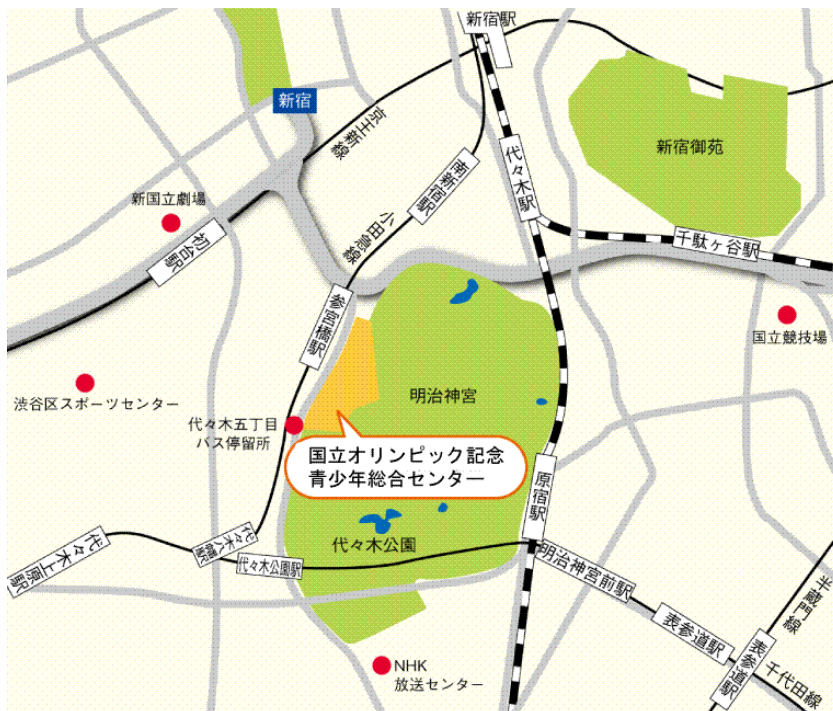 新宿駅
新宿
京王新線
新宿御苑
代々木駅
南新宿駅
新国立劇場
小田急線
初台駅
千駄ヶ谷駅
参宮橋駅
国立競技場
明治神宮
渋谷区スポーツセンター
代々木五丁目
バス停留所
国立オリンピック記念
青少年総合センター
原宿駅
代々木上原駅
代々木八幡駅
代々木公園
代々木公園駅
明治神宮前駅
半蔵門線
表参道駅
表参道駅
NHK
放送センター
千代田線